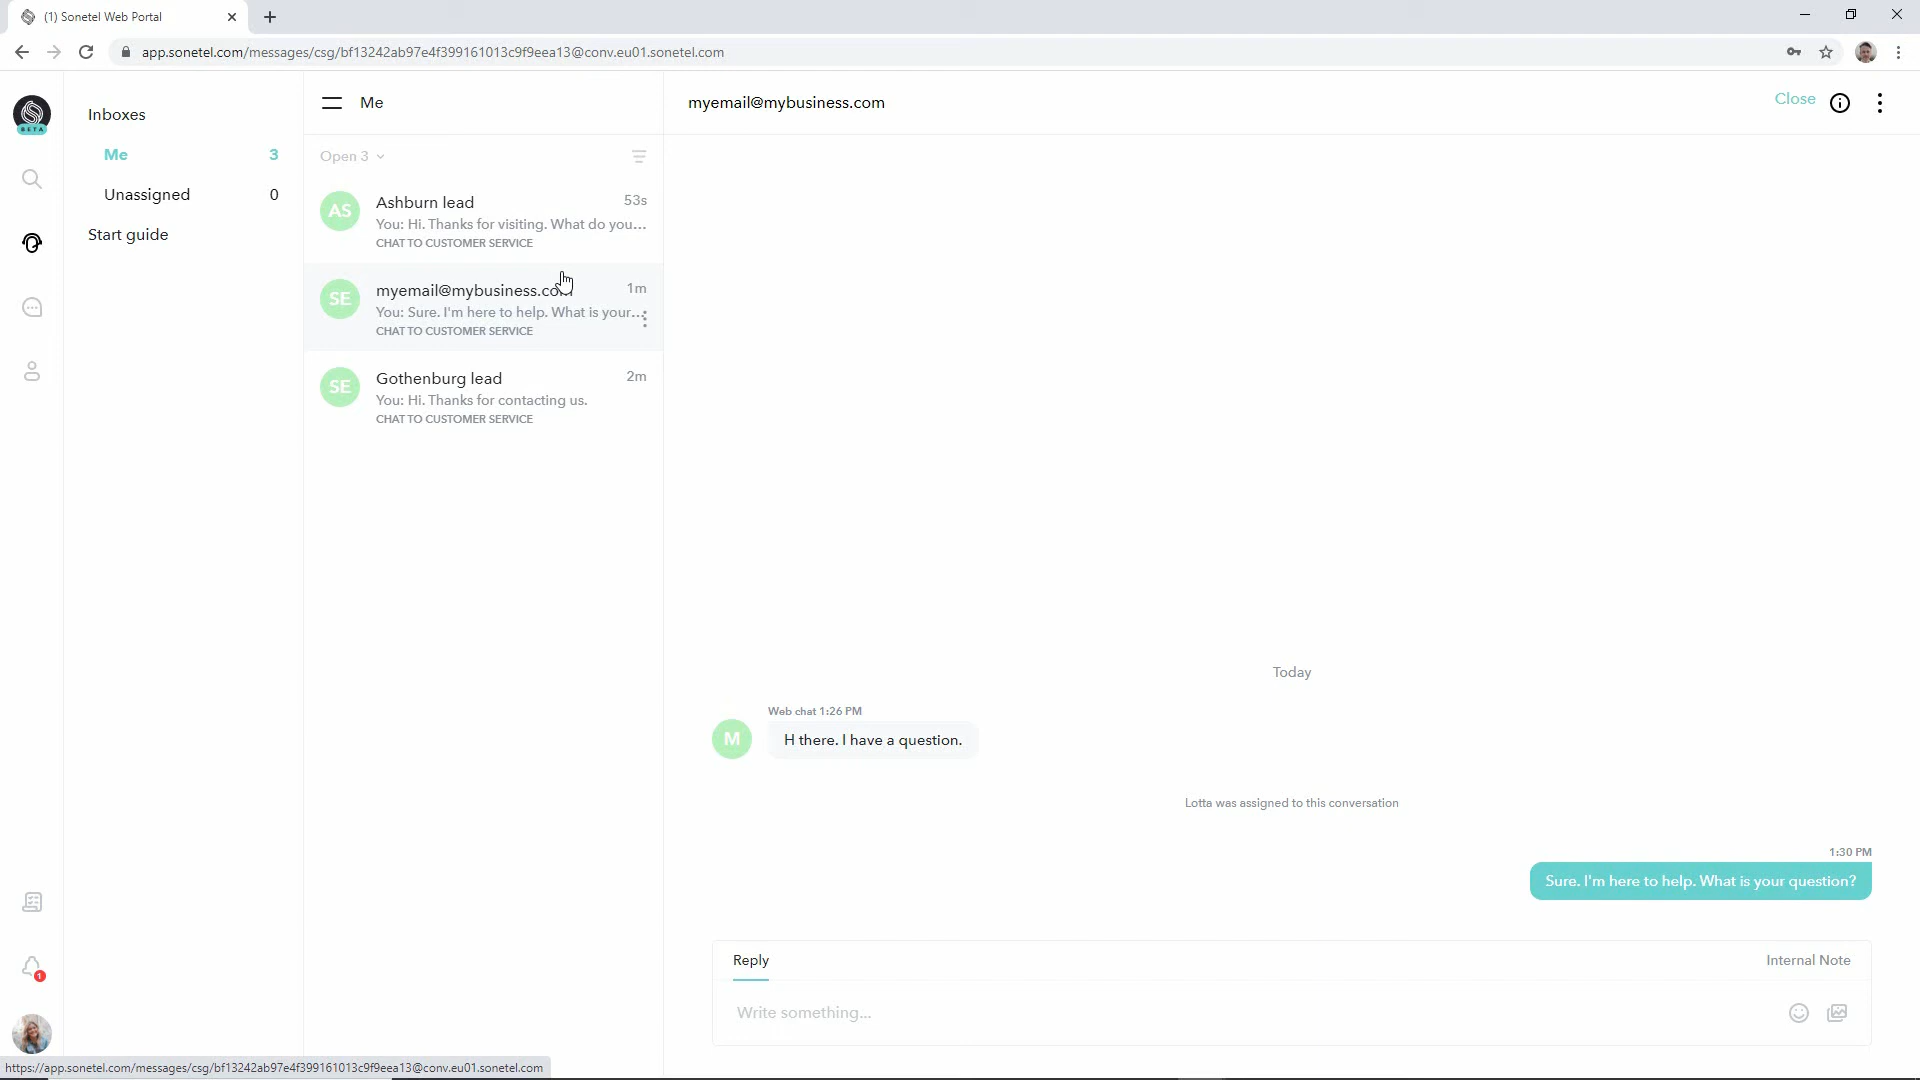 (1) Sonetel Web Portal
app.sonetel.com/messages/csg/bf13242ab97e4f399161013c9f9eea13@conv.eu01.sonetel.com
BETA
Inboxes
Me 3
Unassigned 0
Start guide
Me
Open 3
AS
Ashburn lead 53s
You: Hi. Thanks for visiting. What do you...
CHAT TO CUSTOMER SERVICE
SE
myemail@mybusiness.com 1m
You: Sure. I'm here to help. What is your...
CHAT TO CUSTOMER SERVICE
SE
Gothenburg lead 2m
You: Hi. Thanks for contacting us.
CHAT TO CUSTOMER SERVICE
myemail@mybusiness.com
Close
Today
Web chat 1:26 PM
M
H there. I have a question.
Lotta was assigned to this conversation
1:30 PM
Sure. I'm here to help. What is your question?
Reply
Internal Note
Write something...
1
https://app.sonetel.com/messages/csg/bf13242ab97e4f399161013c9f9eea13@conv.eu01.sonetel.com